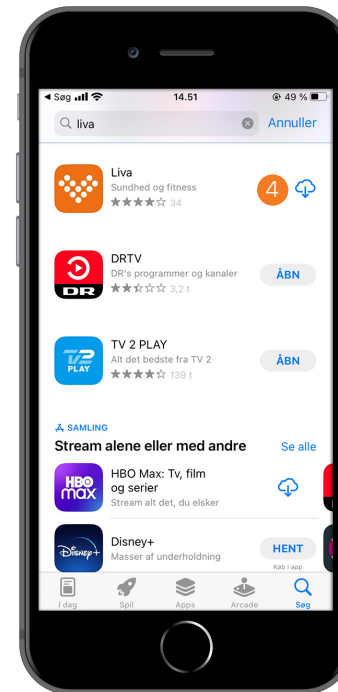 Søg 14.51 49 %
liva Annuller
Liva
Sundhed og fitness
34
4
DRTV
DR's programmer og kanaler
3,2 t
ÅBN
DR
TV 2 PLAY
Alt det bedste fra TV 2
139 t
ÅBN
TV2
PLAY
SAMLING
Stream alene eller med andre Se alle
HBO Max: Tv, film
og serier
Stream alt det, du elsker
HBO
max
Disney+
Masser af underholdning
HENT
Køb i app
Disney+
I dag Spil Apps Arcade Søg